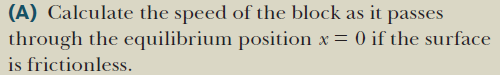 (A) Calculate the speed of the block as it passes
through the equilibrium position x = 0 if the surface
is frictionless.